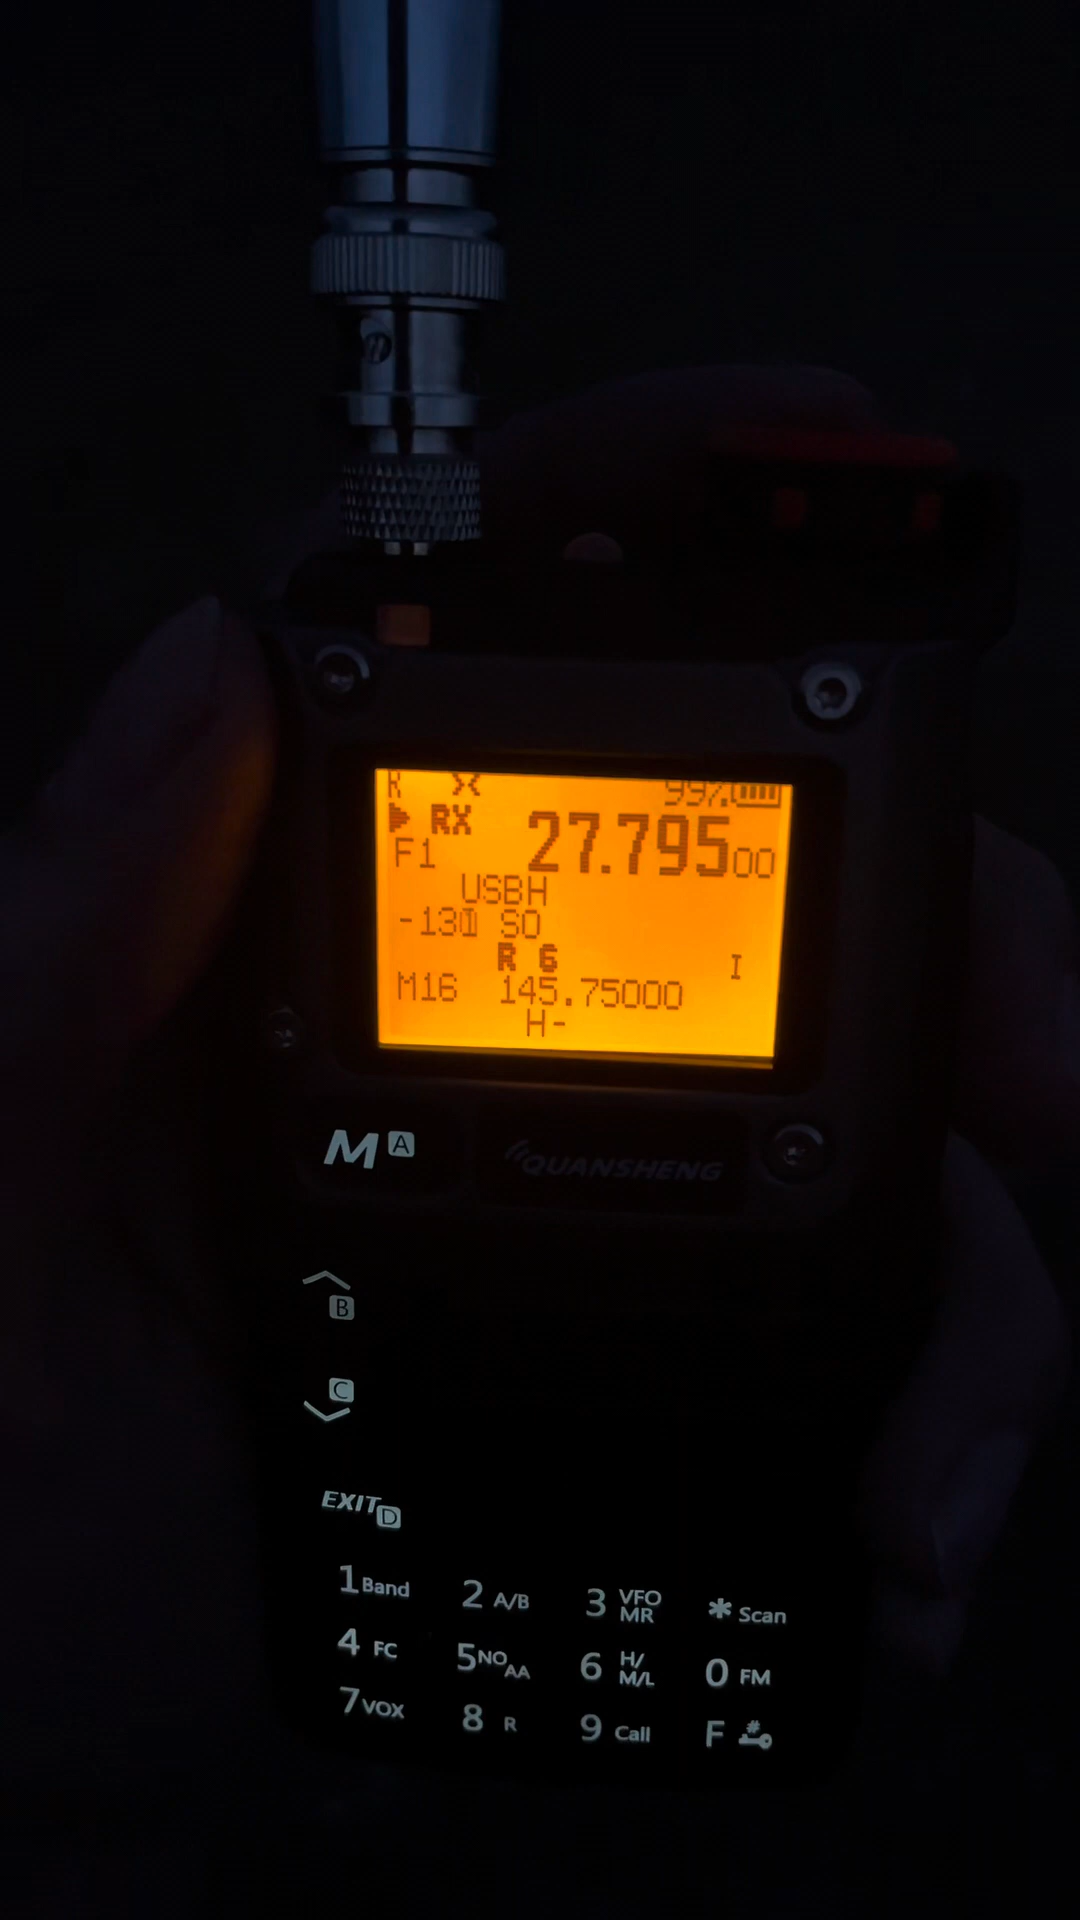 R 99%
RX 27.79500
F1
USBH
S0
R 6 I
M16 145.75000
H-
M A QUANSHENG
B
C
EXIT D
1 Band 2 A/B 3 VFO MR * Scan
4 FC 5 NO AA 6 H/ M/L 0 FM
7 VOX 8 R 9 Call F #